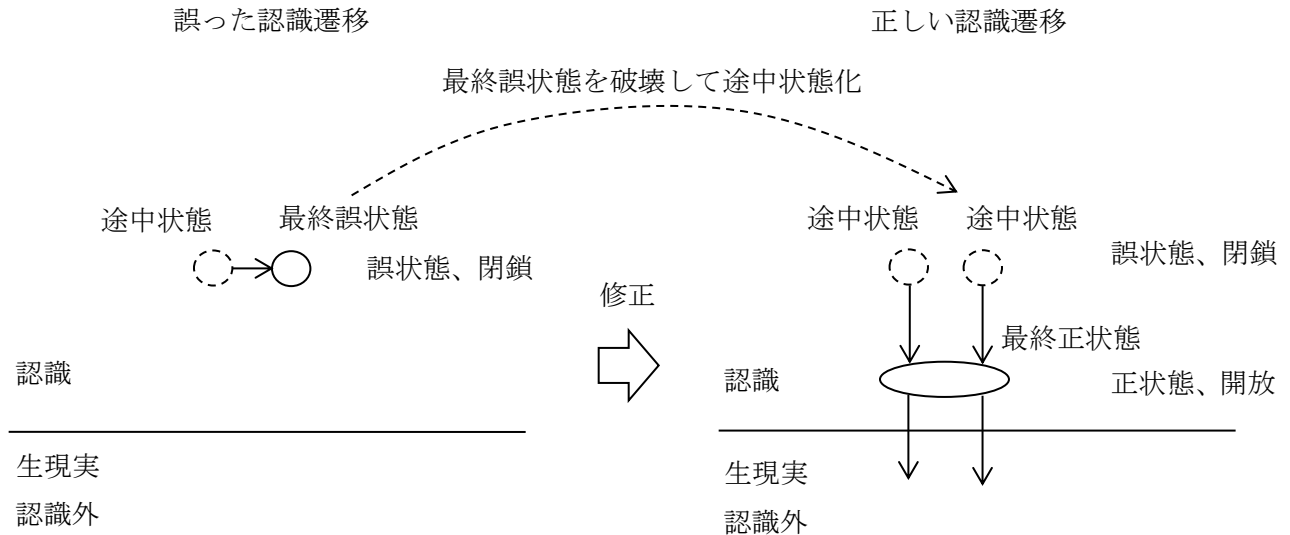 誤った認識遷移
正しい認識遷移
最終誤状態を破壊して途中状態化
途中状態
最終誤状態
誤状態、閉鎖
認識
生現実
認識外
修正
途中状態
途中状態
誤状態、閉鎖
最終正状態
認識
正状態、開放
生現実
認識外